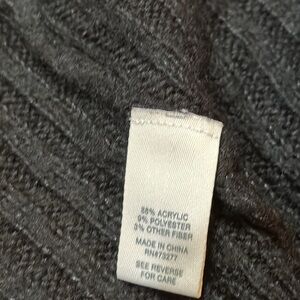 88% ACRYLIC
9% POLYESTER
3% OTHER FIBER
MADE IN CHINA
RN#73277
SEE REVERSE
FOR CARE